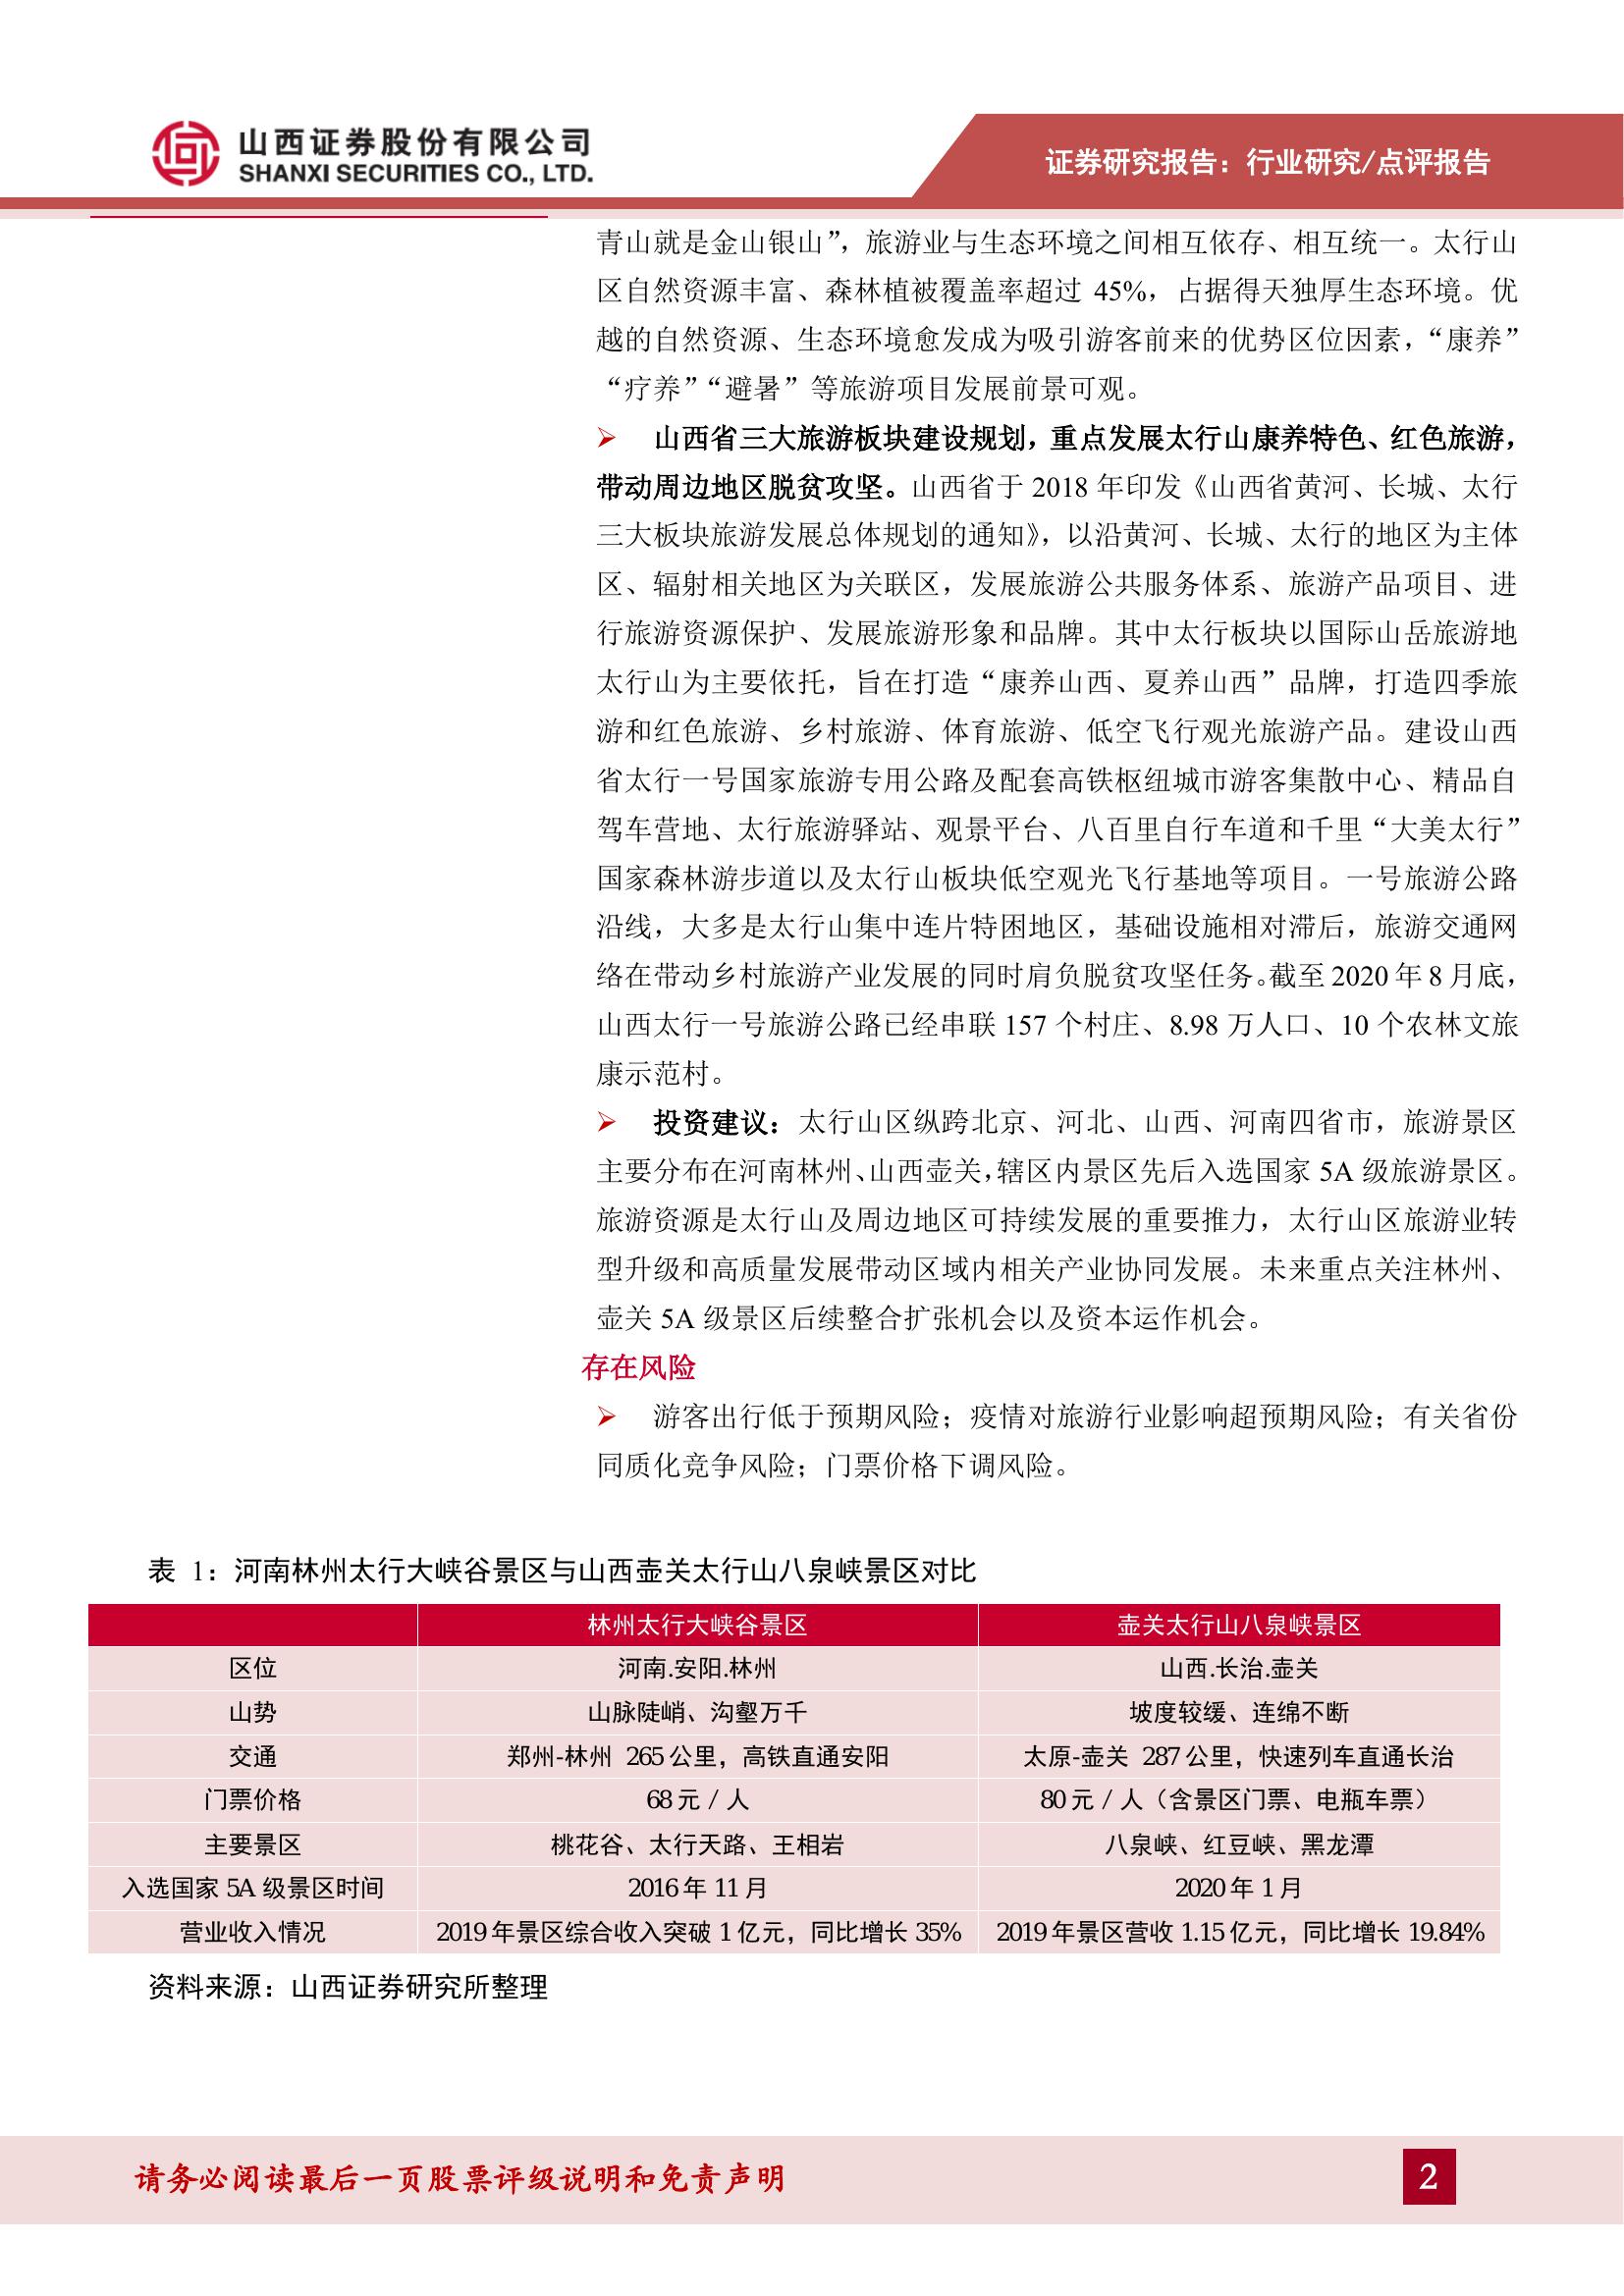 山西证券股份有限公司
SHANXI SECURITIES CO., LTD.
证券研究报告：行业研究/点评报告
青山就是金山银山”，旅游业与生态环境之间相互依存、相互统一。太行山
区自然资源丰富、森林植被覆盖率超过 45%，占据得天独厚生态环境。优
越的自然资源、生态环境愈发成为吸引游客前来的优势区位因素，“康养”
“疗养”“避暑”等旅游项目发展前景可观。
➢ 山西省三大旅游板块建设规划，重点发展太行山康养特色、红色旅游，
带动周边地区脱贫攻坚。山西省于 2018 年印发《山西省黄河、长城、太行
三大板块旅游发展总体规划的通知》，以沿黄河、长城、太行的地区为主体
区、辐射相关地区为关联区，发展旅游公共服务体系、旅游产品项目、进
行旅游资源保护、发展旅游形象和品牌。其中太行板块以国际山岳旅游地
太行山为主要依托，旨在打造“康养山西、夏养山西”品牌，打造四季旅
游和红色旅游、乡村旅游、体育旅游、低空飞行观光旅游产品。建设山西
省太行一号国家旅游专用公路及配套高铁枢纽城市游客集散中心、精品自
驾车营地、太行旅游驿站、观景平台、八百里自行车道和千里“大美太行”
国家森林游步道以及太行山板块低空观光飞行基地等项目。一号旅游公路
沿线，大多是太行山集中连片特困地区，基础设施相对滞后，旅游交通网
络在带动乡村旅游产业发展的同时肩负脱贫攻坚任务。截至 2020 年 8 月底，
山西太行一号旅游公路已经串联 157 个村庄、8.98 万人口、10 个农林文旅
康示范村。
➢ 投资建议：太行山区纵跨北京、河北、山西、河南四省市，旅游景区
主要分布在河南林州、山西壶关，辖区内景区先后入选国家 5A 级旅游景区。
旅游资源是太行山及周边地区可持续发展的重要推力，太行山区旅游业转
型升级和高质量发展带动区域内相关产业协同发展。未来重点关注林州、
壶关 5A 级景区后续整合扩张机会以及资本运作机会。
存在风险
➢ 游客出行低于预期风险；疫情对旅游行业影响超预期风险；有关省份
同质化竞争风险；门票价格下调风险。
表 1：河南林州太行大峡谷景区与山西壶关太行山八泉峡景区对比
林州太行大峡谷景区 壶关太行山八泉峡景区
区位 河南.安阳.林州 山西.长治.壶关
山势 山脉陡峭、沟壑万千 坡度较缓、连绵不断
交通 郑州-林州 265 公里，高铁直通安阳 太原-壶关 287 公里，快速列车直通长治
门票价格 68 元 / 人 80 元 / 人（含景区门票、电瓶车票）
主要景区 桃花谷、太行天路、王相岩 八泉峡、红豆峡、黑龙潭
入选国家 5A 级景区时间 2016 年 11 月 2020 年 1 月
营业收入情况 2019 年景区综合收入突破 1 亿元，同比增长 35% 2019 年景区营收 1.15 亿元，同比增长 19.84%
资料来源：山西证券研究所整理
请务必阅读最后一页股票评级说明和免责声明
2